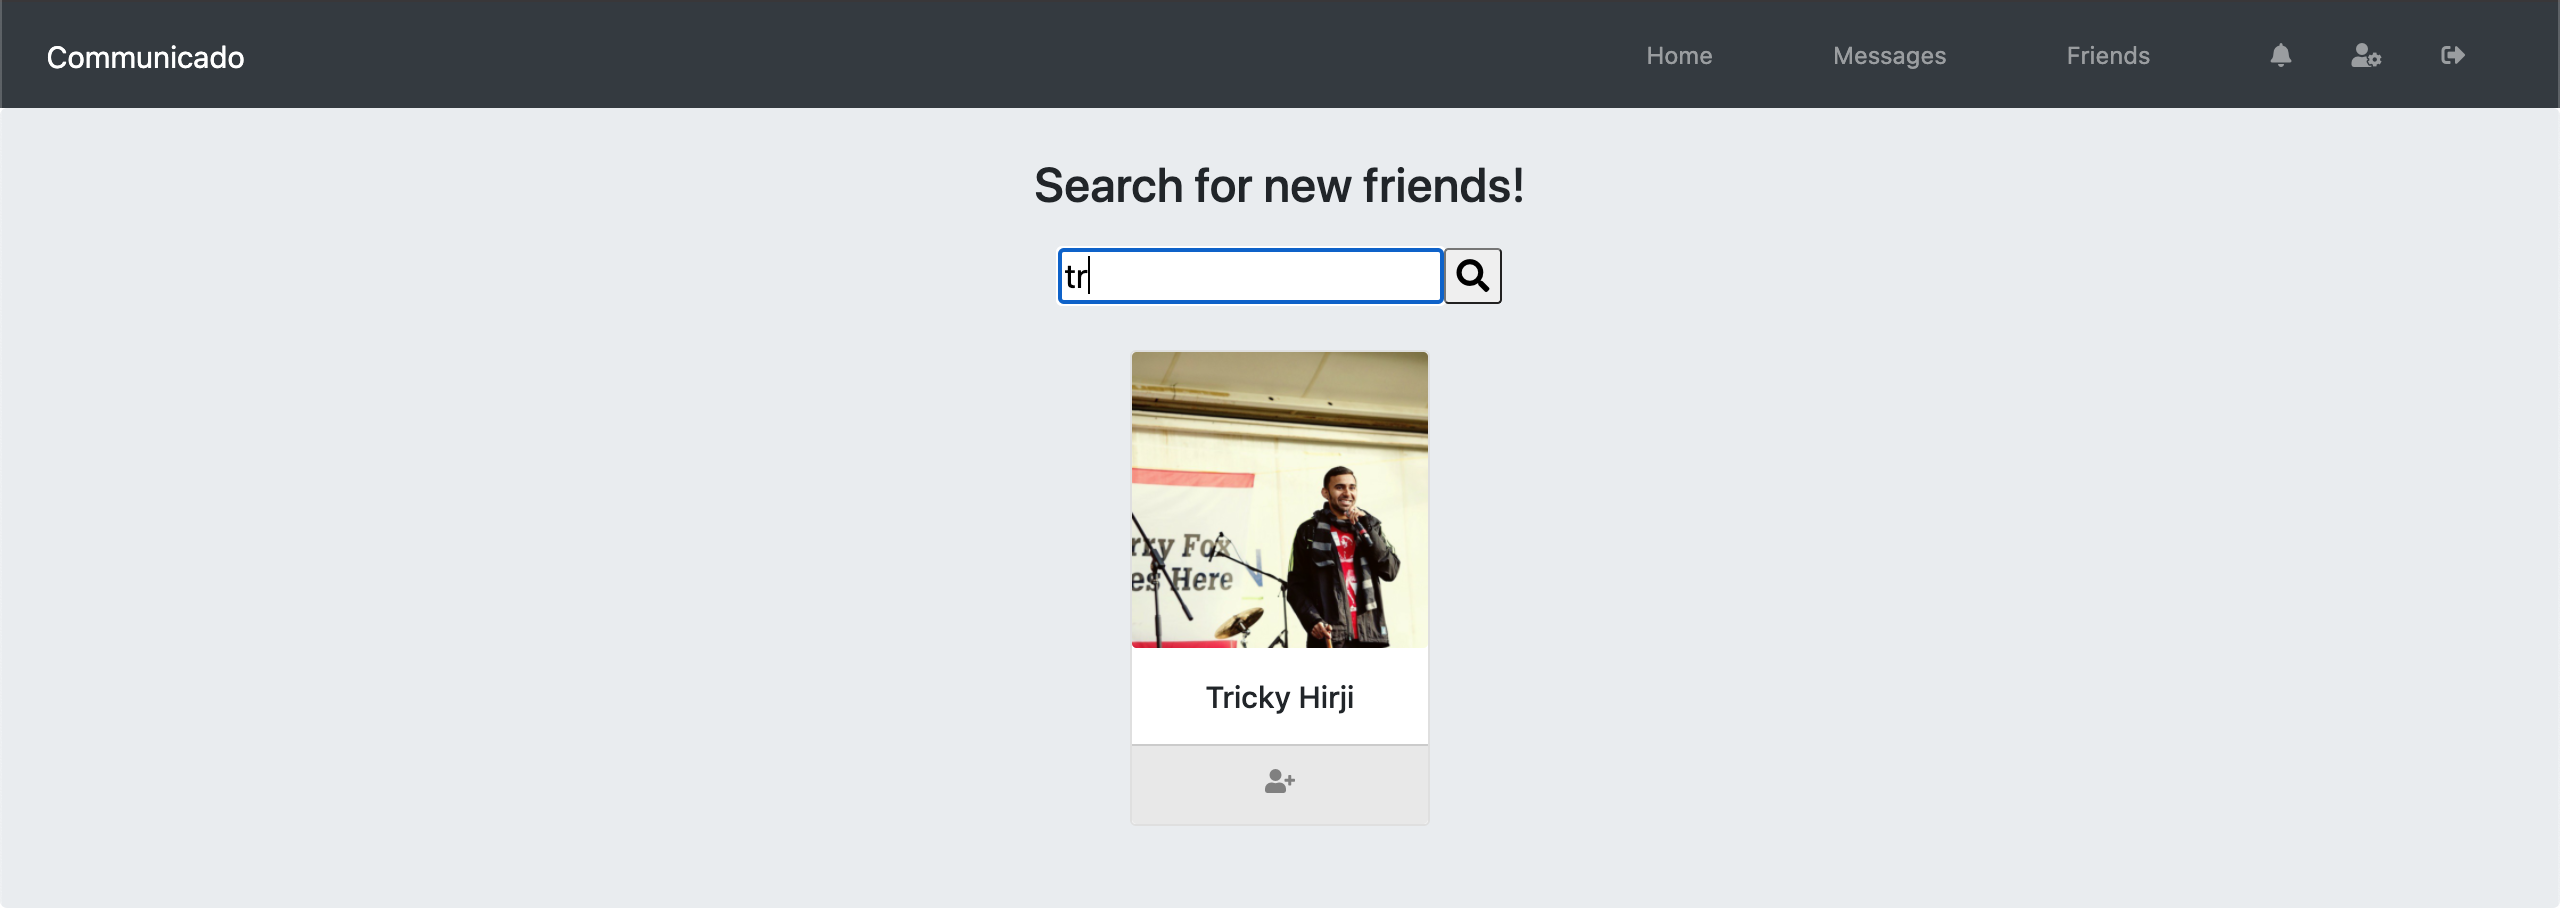 Communicado
Home Messages Friends
Search for new friends!
tr
rry Fox
es Here
Tricky Hirji